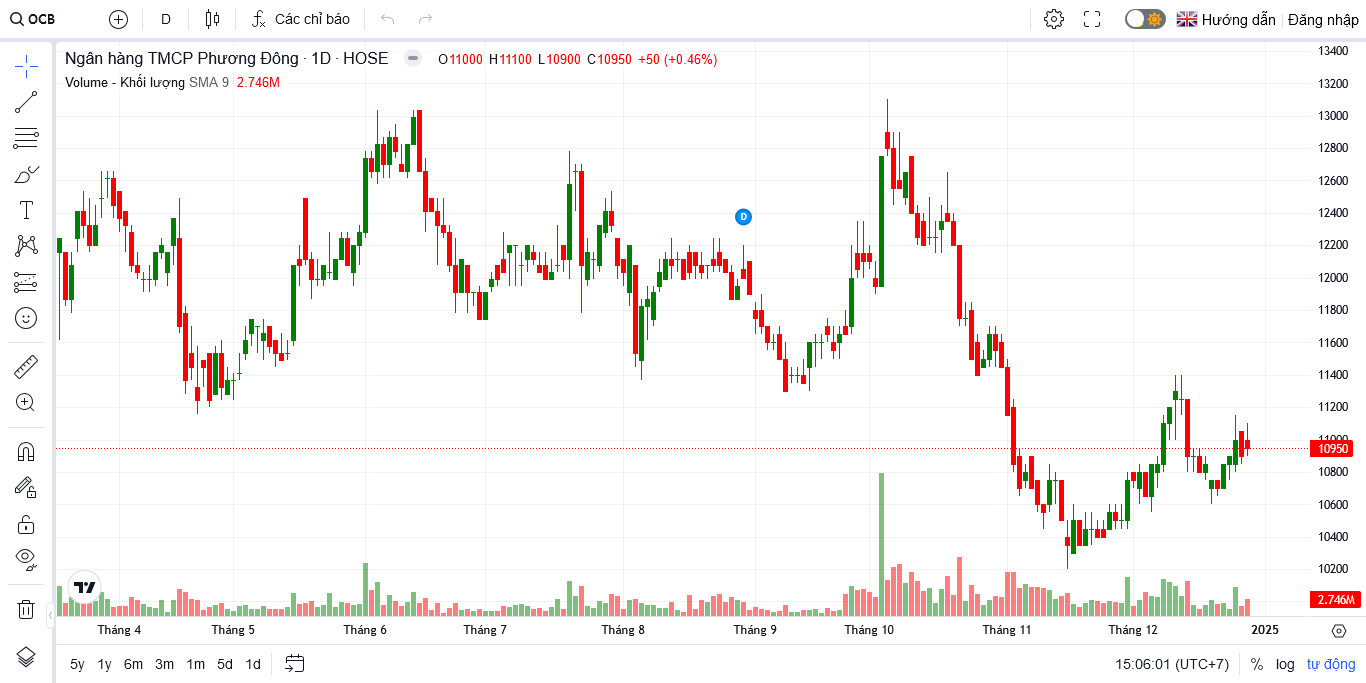 OCB D Các chỉ báo Hướng dẫn Đăng nhập
Ngân hàng TMCP Phương Đông · 1D · HOSE O11000 H11100 L10900 C10950 +50 (+0.46%)
Volume - Khối lượng SMA 9 2.746M
D
13400
13200
13000
12800
12600
12400
12200
12000
11800
11600
11400
11200
11000
10950
10800
10600
10400
10200
2.746M
Tháng 4 Tháng 5 Tháng 6 Tháng 7 Tháng 8 Tháng 9 Tháng 10 Tháng 11 Tháng 12 2025
5y 1y 6m 3m 1m 5d 1d 15:06:01 (UTC+7) % log tự động